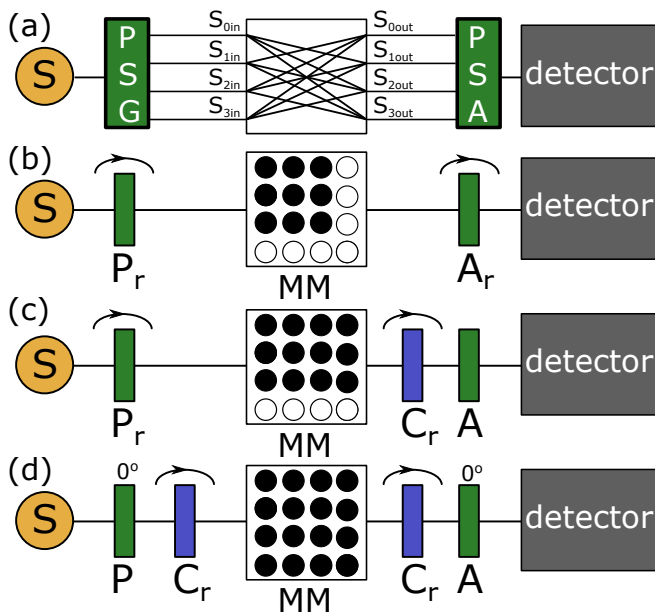 (a)
S
P
S
G
S0in
S1in
S2in
S3in
S0out
S1out
S2out
S3out
P
S
A
detector
(b)
S
Pr
MM
Ar
detector
(c)
S
Pr
MM
Cr
A
detector
(d)
S
0°
P
Cr
MM
Cr
0°
A
detector